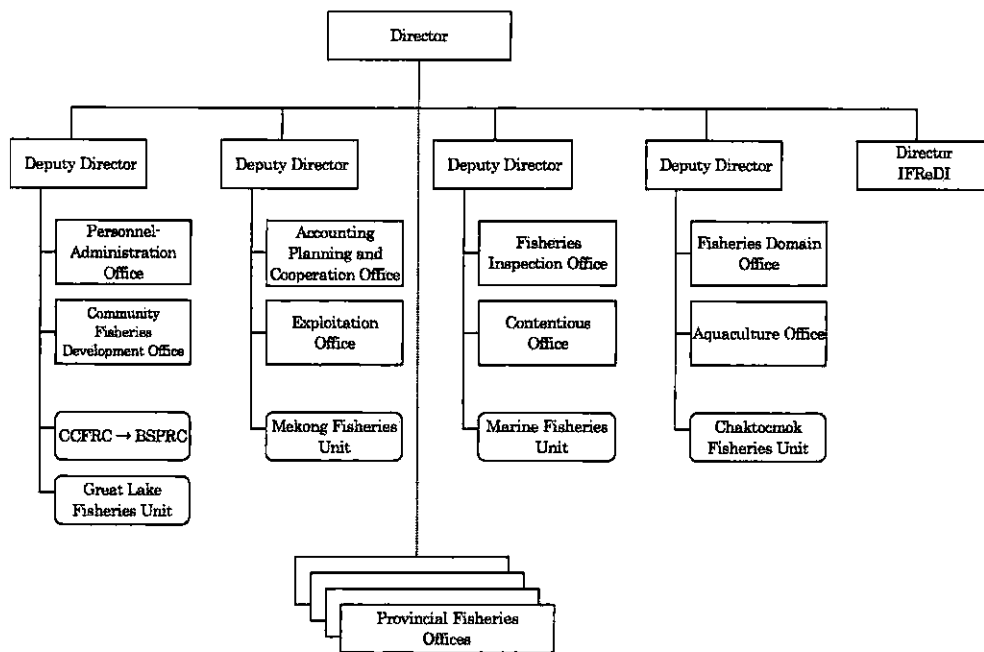 Director
Deputy Director
Deputy Director
Deputy Director
Deputy Director
Director
IFReDI
Personnel-
Administration
Office
Accounting
Planning and
Cooperation Office
Fisheries
Inspection Office
Fisheries Domain
Office
Community
Fisheries
Development Office
Exploitation
Office
Contentious
Office
Aquaculture Office
CCFRC → BSPRC
Mekong Fisheries
Unit
Marine Fisheries
Unit
Chaktocmok
Fisheries Unit
Great Lake
Fisheries Unit
Provincial Fisheries
Offices